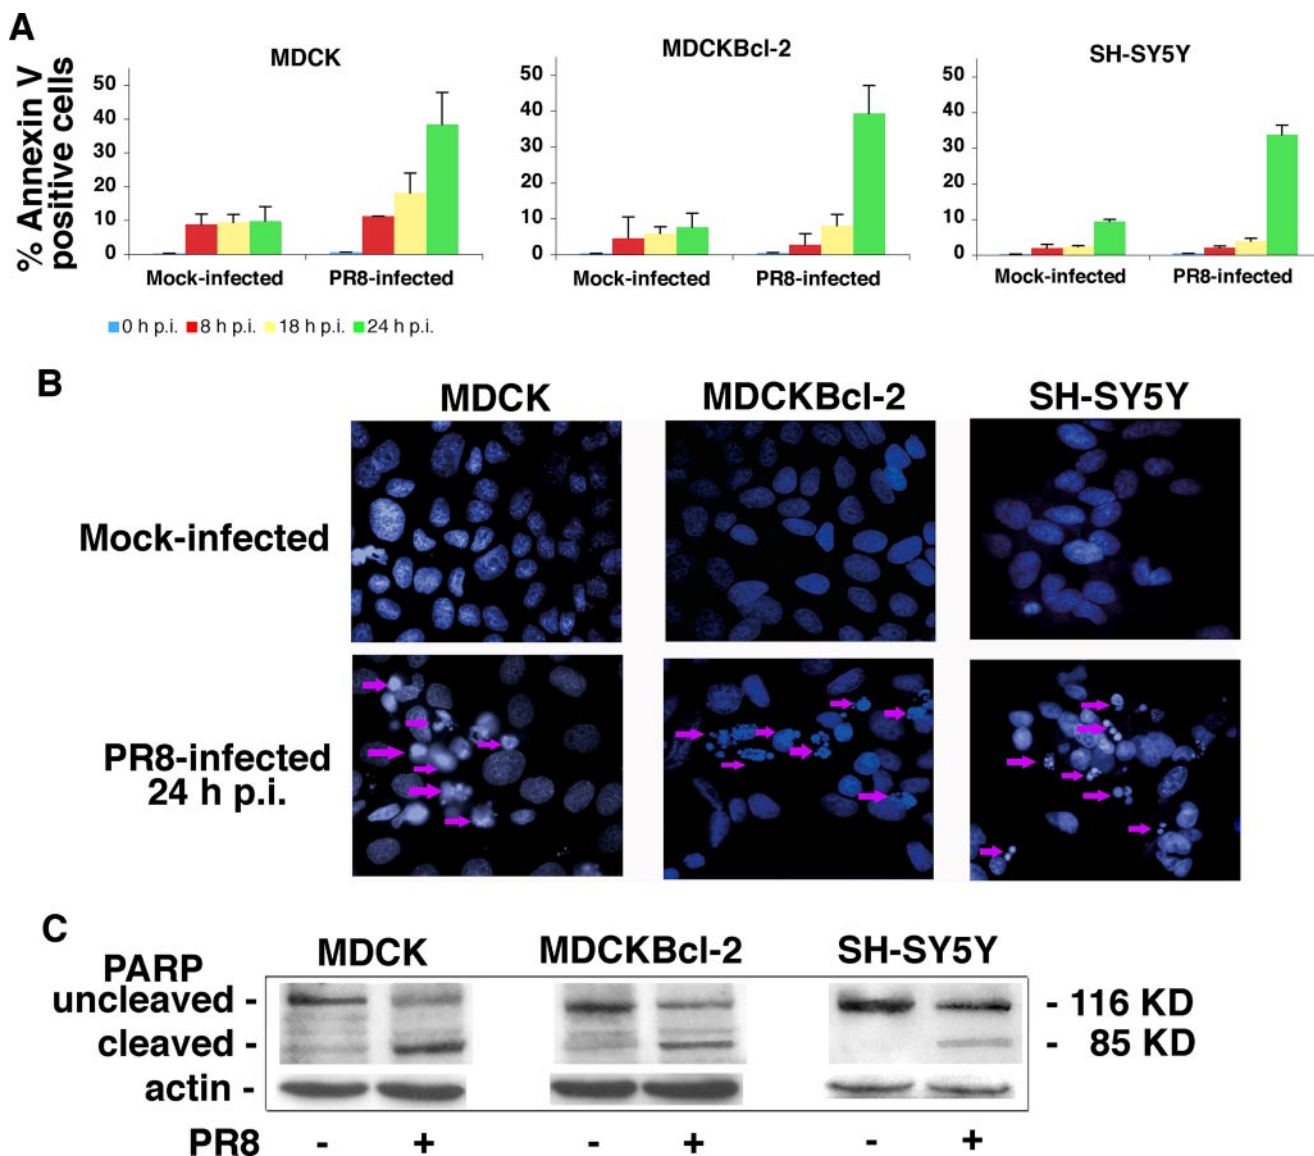 A
MDCK
MDCKBcl-2
SH-SY5Y
% Annexin V
positive cells
50
40
30
20
10
0
Mock-infected PR8-infected
50
40
30
20
10
0
Mock-infected PR8-infected
50
40
30
20
10
0
Mock-infected PR8-infected
0 h p.i. 8 h p.i. 18 h p.i. 24 h p.i.
B
MDCK MDCKBcl-2 SH-SY5Y
Mock-infected
PR8-infected
24 h p.i.
C
MDCK MDCKBcl-2 SH-SY5Y
PARP
uncleaved - - 116 KD
cleaved - - 85 KD
actin -
PR8 - + - + - +